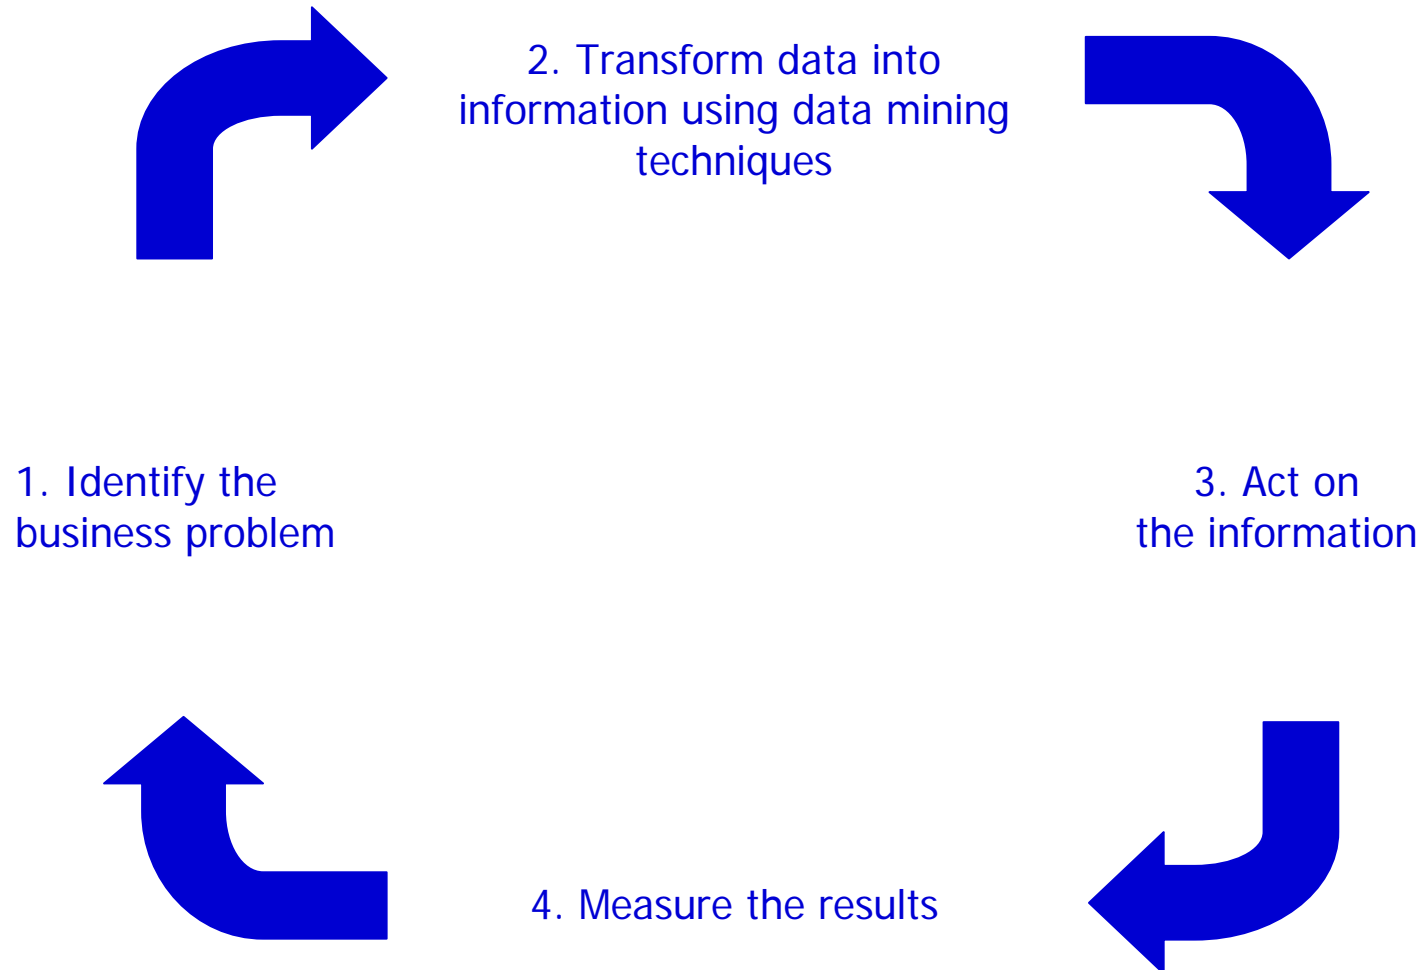 2. Transform data into
information using data mining
techniques
1. Identify the
business problem
3. Act on
the information
4. Measure the results